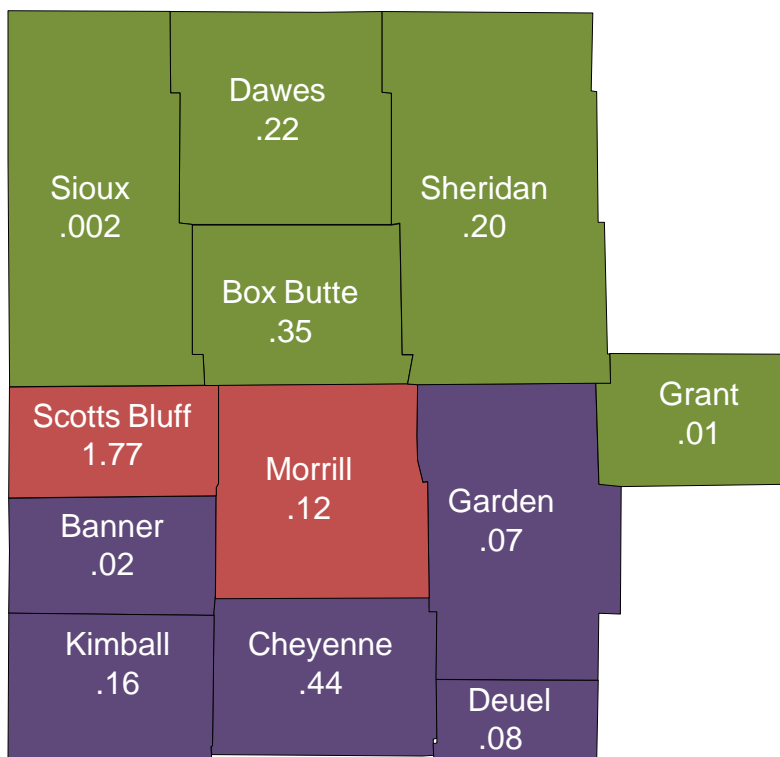 Dawes
.22
Sioux
.002
Sheridan
.20
Box Butte
.35
Grant
.01
Scotts Bluff
1.77
Morrill
.12
Garden
.07
Banner
.02
Kimball
.16
Cheyenne
.44
Deuel
.08